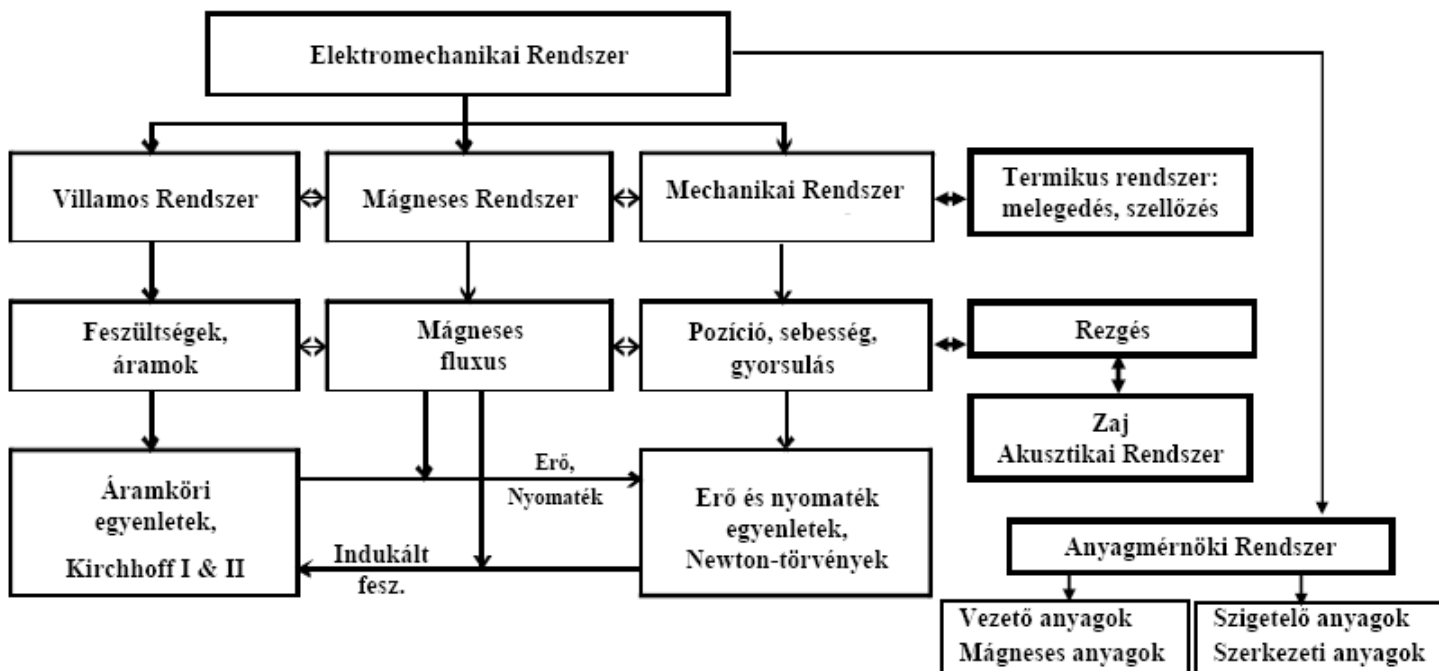 Elektromechanikai Rendszer
Villamos Rendszer
Mágneses Rendszer
Mechanikai Rendszer
Termikus rendszer:
melegedés, szellőzés
Feszültségek,
áramok
Mágneses
fluxus
Pozíció, sebesség,
gyorsulás
Rezgés
Zaj
Akusztikai Rendszer
Áramköri
egyenletek,
Kirchhoff I & II
Erő,
Nyomaték
Indukált
fesz.
Erő és nyomaték
egyenletek,
Newton-törvények
Anyagmérnöki Rendszer
Vezető anyagok
Mágneses anyagok
Szigetelő anyagok
Szerkezeti anyagok